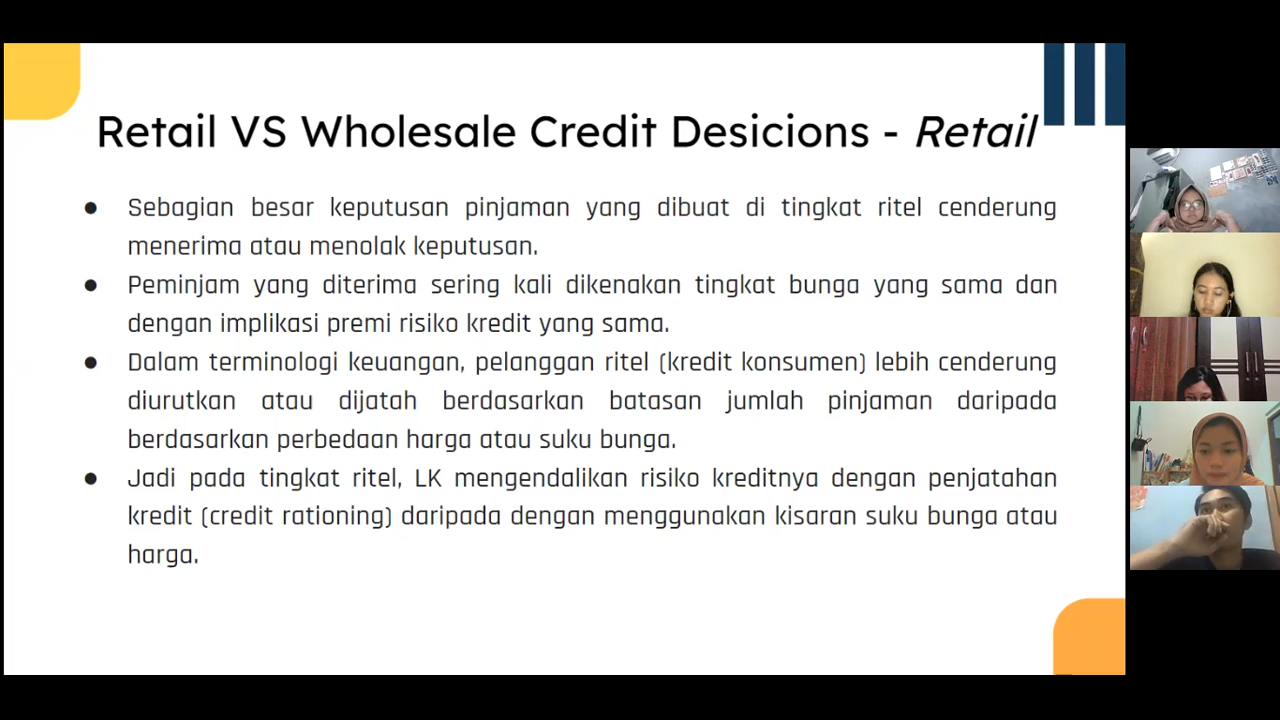 Retail VS Wholesale Credit Desicions - Retail
● Sebagian besar keputusan pinjaman yang dibuat di tingkat ritel cenderung
menerima atau menolak keputusan.
● Peminjam yang diterima sering kali dikenakan tingkat bunga yang sama dan
dengan implikasi premi risiko kredit yang sama.
● Dalam terminologi keuangan, pelanggan ritel (kredit konsumen) lebih cenderung
diurutkan atau dijatah berdasarkan batasan jumlah pinjaman daripada
berdasarkan perbedaan harga atau suku bunga.
● Jadi pada tingkat ritel, LK mengendalikan risiko kreditnya dengan penjatahan
kredit (credit rationing) daripada dengan menggunakan kisaran suku bunga atau
harga.